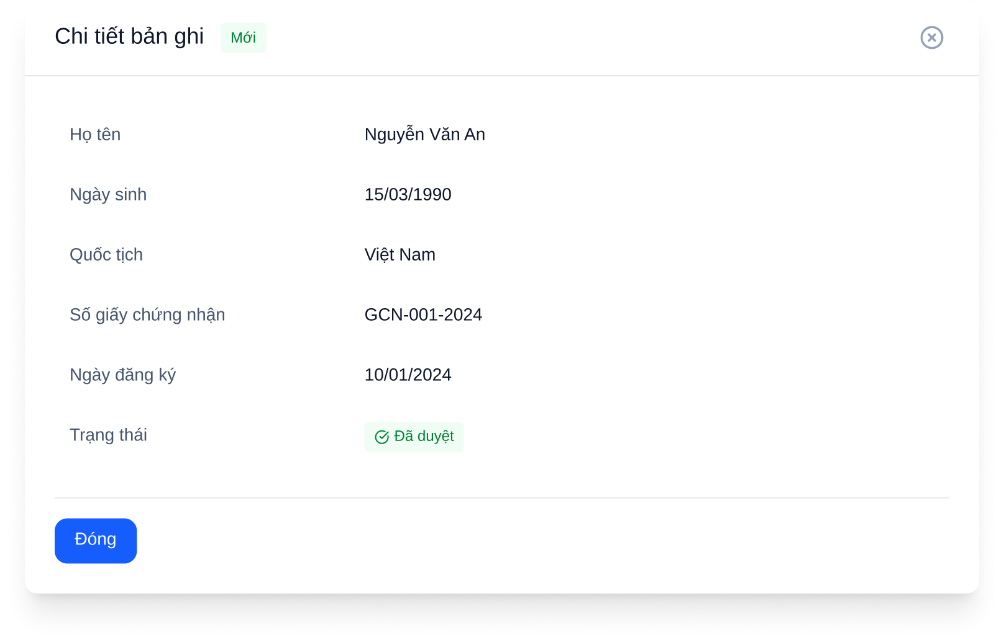 Chi tiết bản ghi Mới
Họ tên Nguyễn Văn An
Ngày sinh 15/03/1990
Quốc tịch Việt Nam
Số giấy chứng nhận GCN-001-2024
Ngày đăng ký 10/01/2024
Trạng thái Đã duyệt
Đóng